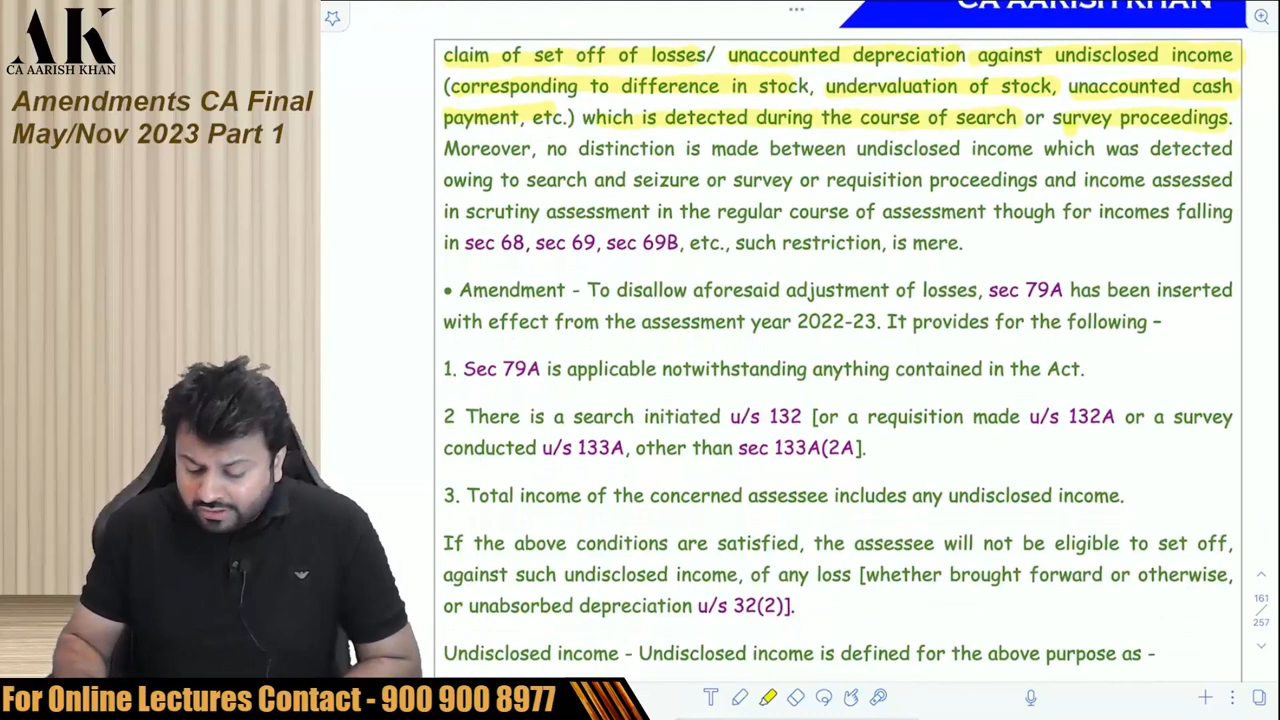 AK
CA AARISH KHAN
Amendments CA Final
May/Nov 2023 Part 1
CA AARISH KHAN
claim of set off of losses/ unaccounted depreciation against undisclosed income
(corresponding to difference in stock, undervaluation of stock, unaccounted cash
payment, etc.) which is detected during the course of search or survey proceedings.
Moreover, no distinction is made between undisclosed income which was detected
owing to search and seizure or survey or requisition proceedings and income assessed
in scrutiny assessment in the regular course of assessment though for incomes falling
in sec 68, sec 69, sec 69B, etc., such restriction, is mere.
• Amendment - To disallow aforesaid adjustment of losses, sec 79A has been inserted
with effect from the assessment year 2022-23. It provides for the following –
1. Sec 79A is applicable notwithstanding anything contained in the Act.
2 There is a search initiated u/s 132 [or a requisition made u/s 132A or a survey
conducted u/s 133A, other than sec 133A(2A].
3. Total income of the concerned assessee includes any undisclosed income.
If the above conditions are satisfied, the assessee will not be eligible to set off,
against such undisclosed income, of any loss [whether brought forward or otherwise,
or unabsorbed depreciation u/s 32(2)].
Undisclosed income - Undisclosed income is defined for the above purpose as -
161
257
For Online Lectures Contact - 900 900 8977